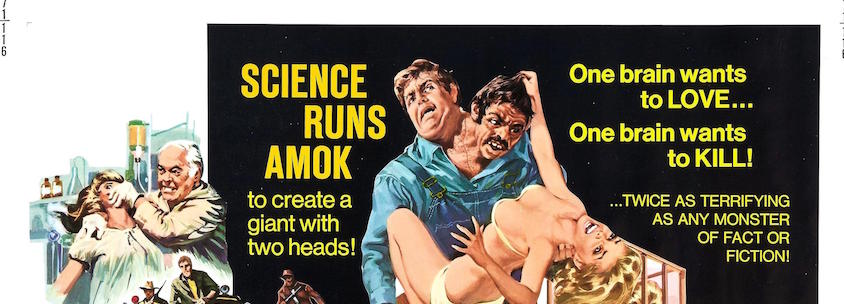 71116
SCIENCE
RUNS
AMOK
to create a
giant with
two heads!
One brain wants
to LOVE...
One brain wants
to KILL!
...TWICE AS TERRIFYING
AS ANY MONSTER
OF FACT OR
FICTION!